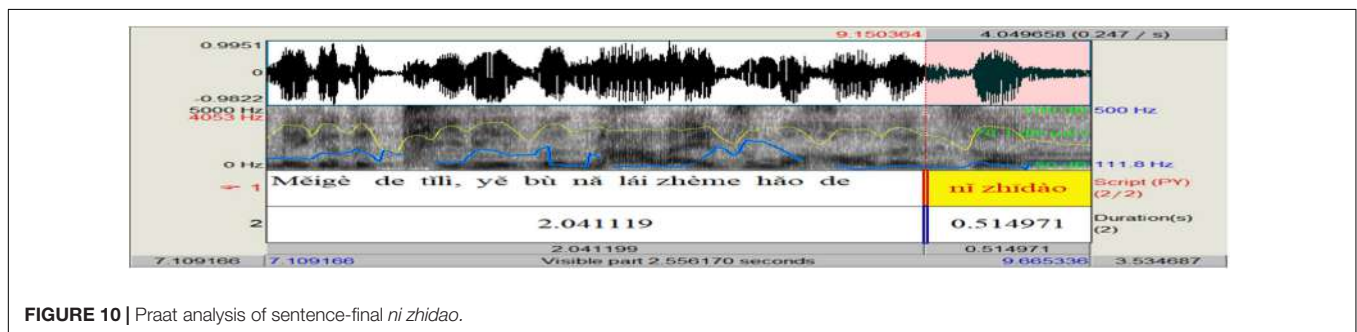 9.150364 4.049658 (0.247 / s)
0.9951
0
-0.9822
5000 Hz 500 Hz
4053 Hz
0 Hz 111.8 Hz
1 Měigè de tǐlì, yě bù nǎ lái zhème hǎo de nǐ zhīdào Script (PY)
(2/2)
2 2.041119 0.514971 Duration(s)
(2)
2.041199 0.514971
7.109166 7.109166 Visible part 2.556170 seconds 9.665336 3.534687
FIGURE 10 | Praat analysis of sentence-final ni zhidao.